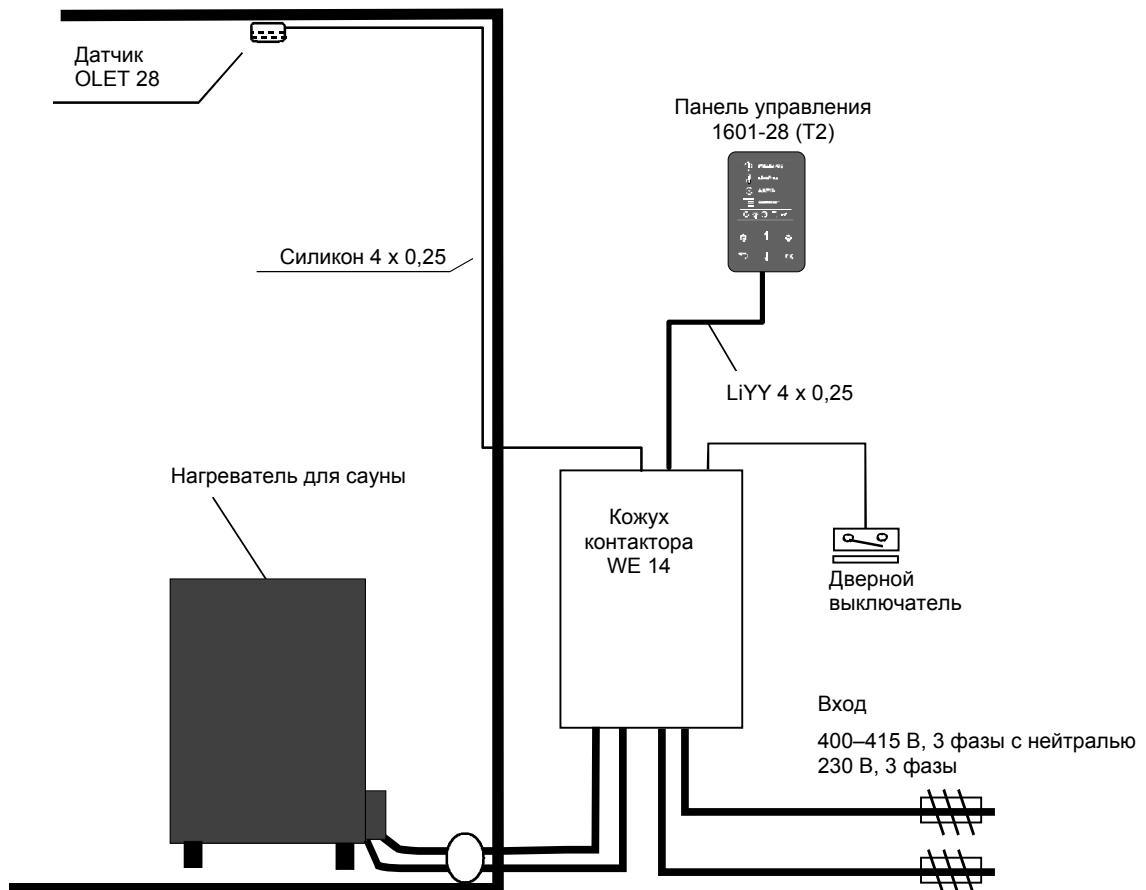 Датчик
OLET 28
Панель управления
1601-28 (T2)
Силикон 4 x 0,25
LiYY 4 x 0,25
Нагреватель для сауны
Кожух
контактора
WE 14
Дверной
выключатель
Вход
400–415 В, 3 фазы с нейтралью
230 В, 3 фазы